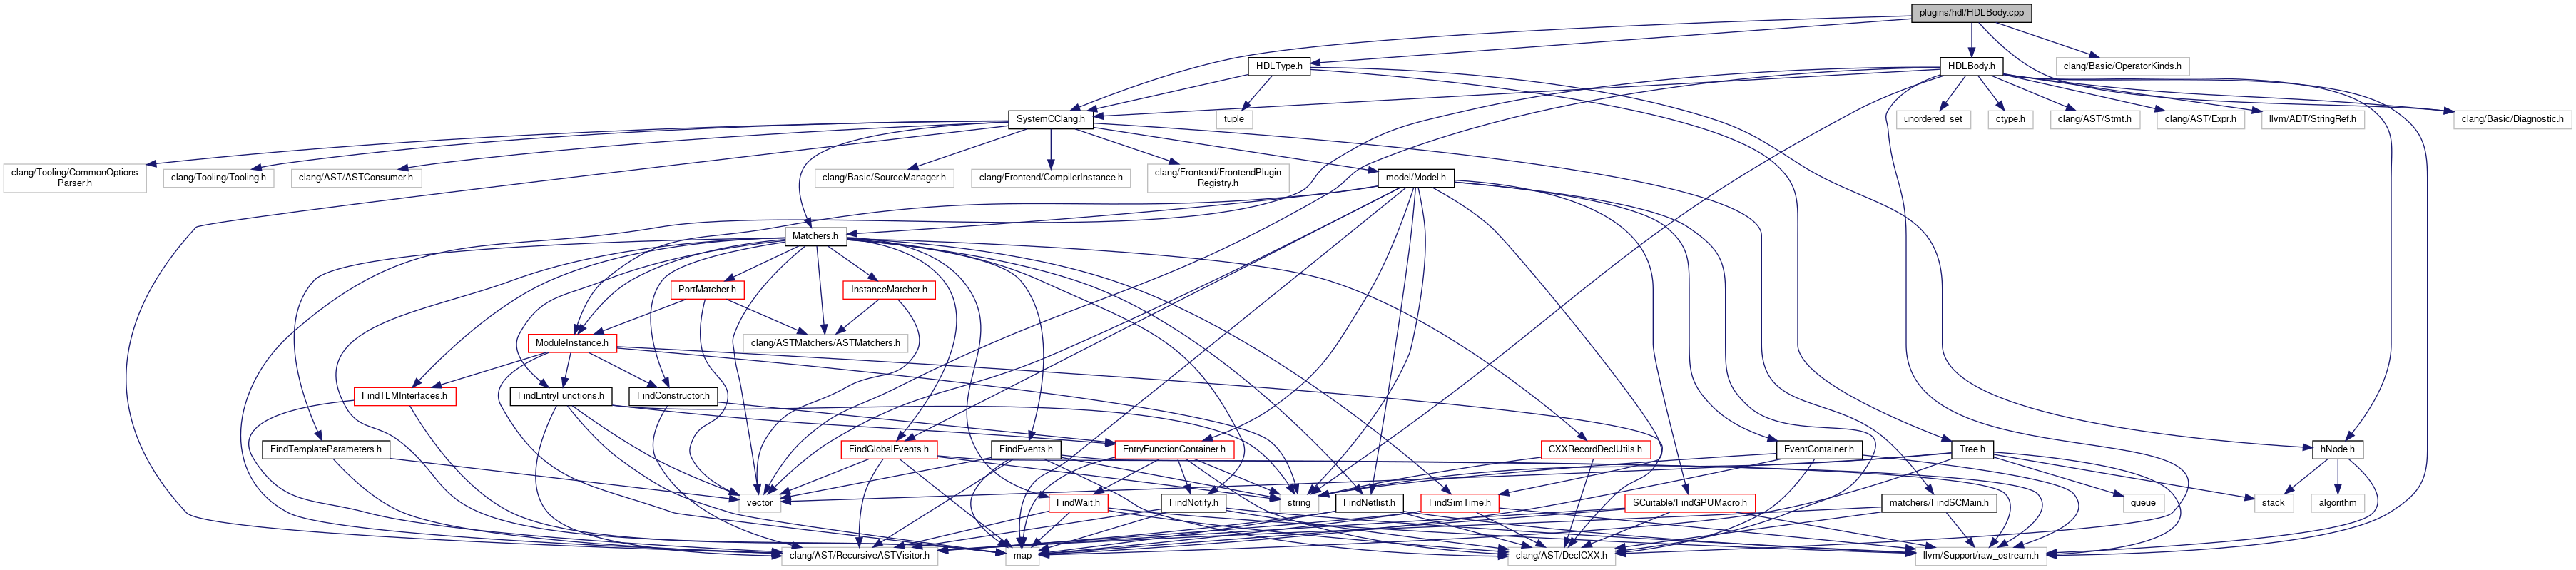 plugins/hdl/HDLBody.cpp
HDLType.h
HDLBody.h
clang/Basic/OperatorKinds.h
SystemCClang.h
tuple
unordered_set
ctype.h
clang/AST/Stmt.h
clang/AST/Expr.h
llvm/ADT/StringRef.h
clang/Basic/Diagnostic.h
clang/Tooling/CommonOptions
Parser.h
clang/Tooling/Tooling.h
clang/AST/ASTConsumer.h
clang/Basic/SourceManager.h
clang/Frontend/CompilerInstance.h
clang/Frontend/FrontendPlugin
Registry.h
model/Model.h
Matchers.h
PortMatcher.h
InstanceMatcher.h
ModuleInstance.h
clang/ASTMatchers/ASTMatchers.h
FindTLMInterfaces.h
FindEntryFunctions.h
FindConstructor.h
FindTemplateParameters.h
FindGlobalEvents.h
FindEvents.h
EntryFunctionContainer.h
CXXRecordDeclUtils.h
EventContainer.h
Tree.h
hNode.h
vector
FindWait.h
FindNotify.h
string
FindNetlist.h
FindSimTime.h
SCuitable/FindGPUMacro.h
matchers/FindSCMain.h
queue
stack
algorithm
clang/AST/RecursiveASTVisitor.h
map
clang/AST/DeclCXX.h
llvm/Support/raw_ostream.h